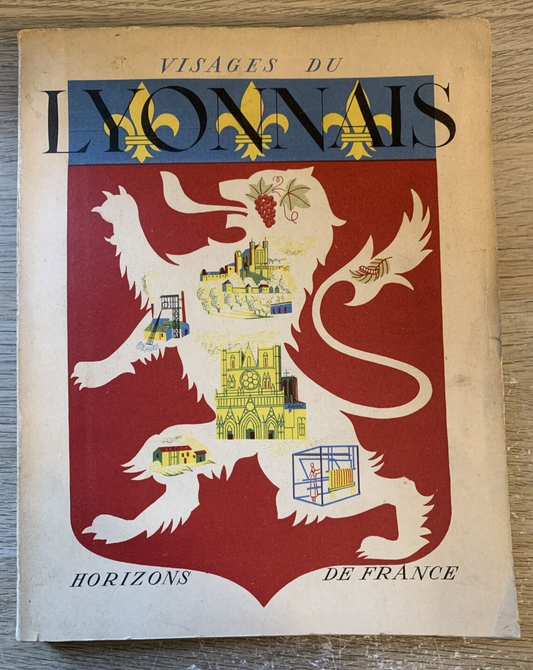 VISAGES DU
LYONNAIS
HORIZONS DE FRANCE